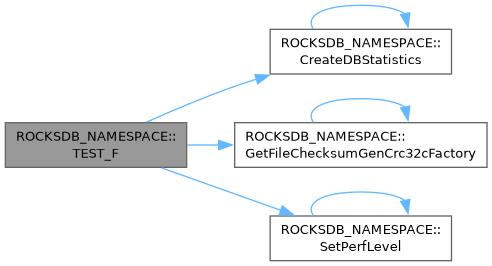 ROCKSDB_NAMESPACE::
CreateDBStatistics
ROCKSDB_NAMESPACE::
TEST_F
ROCKSDB_NAMESPACE::
GetFileChecksumGenCrc32cFactory
ROCKSDB_NAMESPACE::
SetPerfLevel